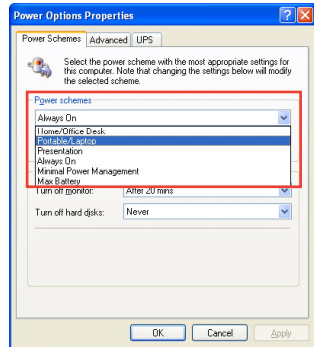 Power Options Properties
Power Schemes Advanced UPS
Select the power scheme with the most appropriate settings for
this computer. Note that changing the settings below will modify
the selected scheme.
Power schemes
Always On
Home/Office Desk
Portable/Laptop
Presentation
Always On
Minimal Power Management
Max Battery
Turn off monitor: After 20 mins
Turn off hard disks: Never
OK Cancel Apply